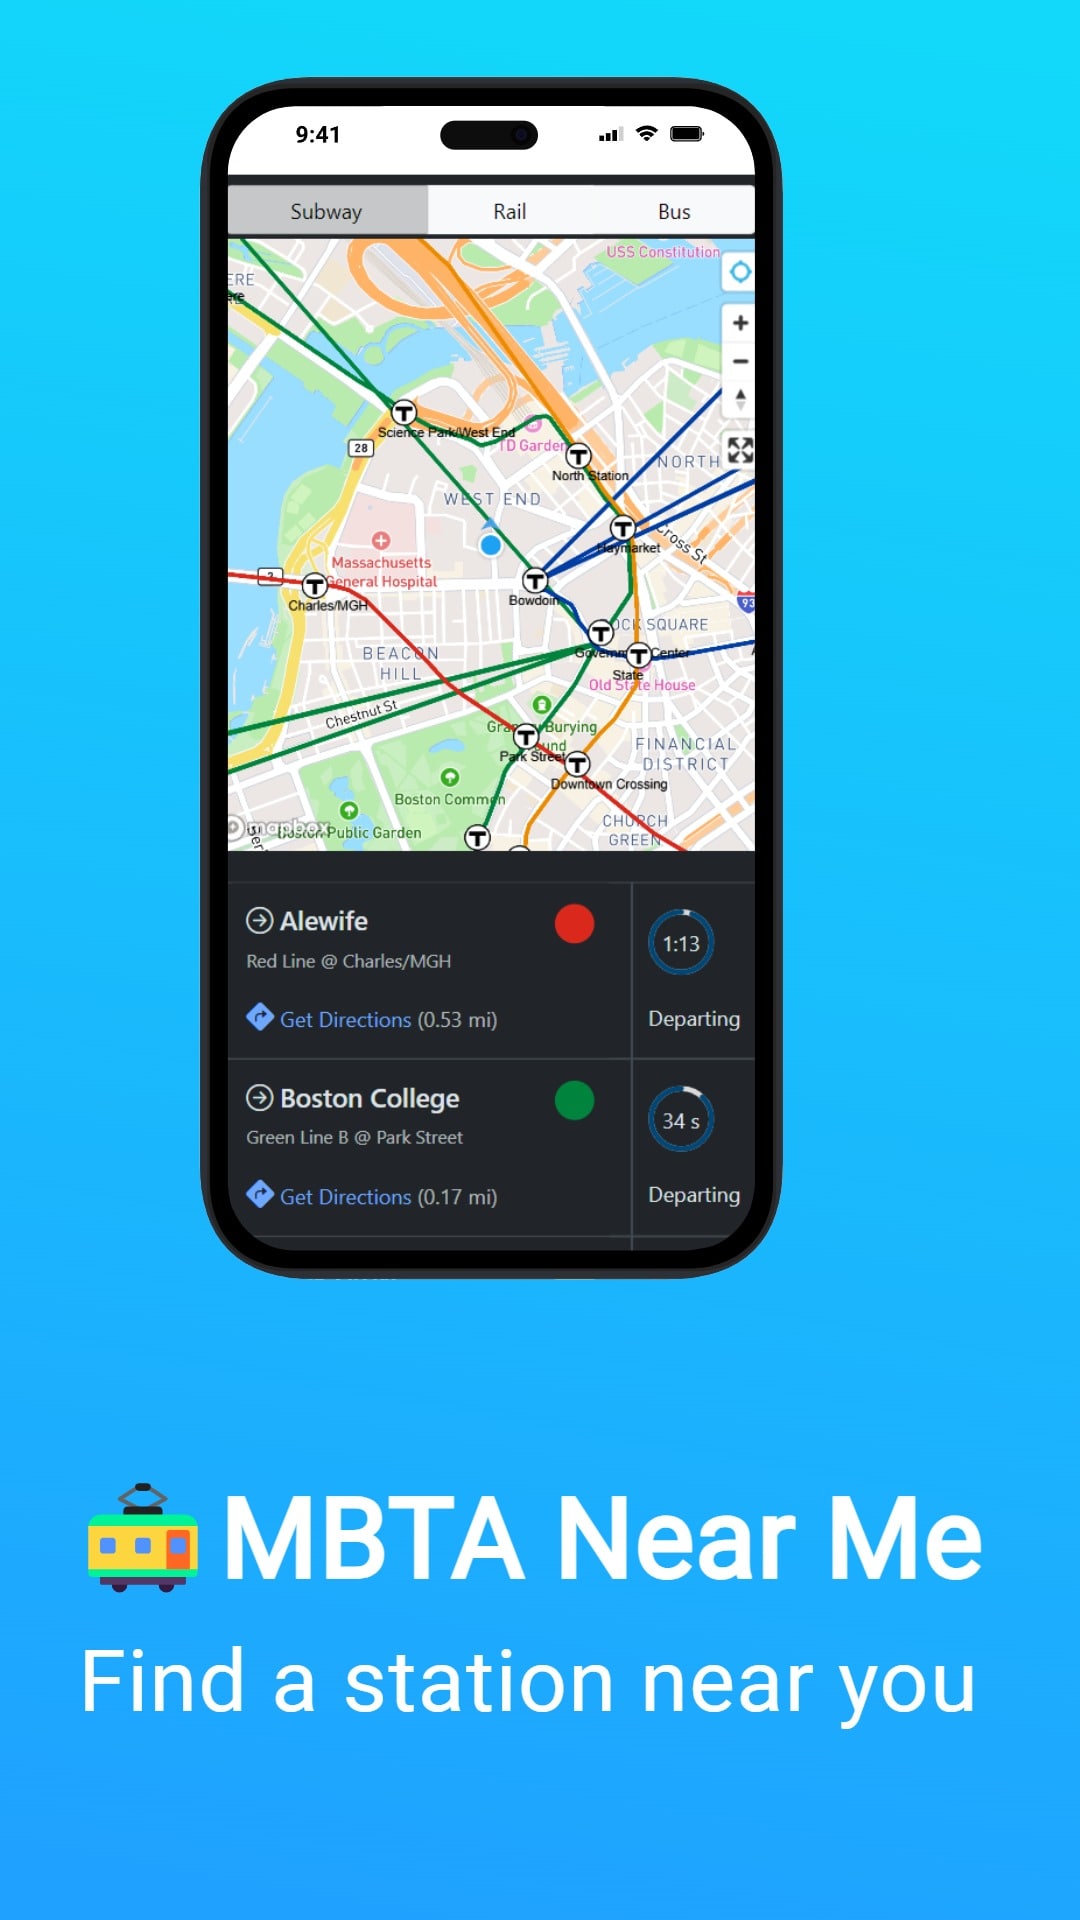 9:41
Subway Rail Bus
USS Constitution
ERE
ere
Science Park/West End
28
TD Garden
North Station
NORTH
WEST END
Cross St
Haymarket
Massachusetts
General Hospital
Charles/MGH
Bowdoin
93
OCK SQUARE
Government Center
BEACON
HILL
State
Old State House
Chestnut St
Granary Burying
und
Park Street
FINANCIAL
DISTRICT
Downtown Crossing
Boston Common
CHURCH
GREEN
mapbox
Boston Public Garden
Alewife
Red Line @ Charles/MGH
Get Directions (0.53 mi)
1:13
Departing
Boston College
Green Line B @ Park Street
Get Directions (0.17 mi)
34 s
Departing
MBTA Near Me
Find a station near you